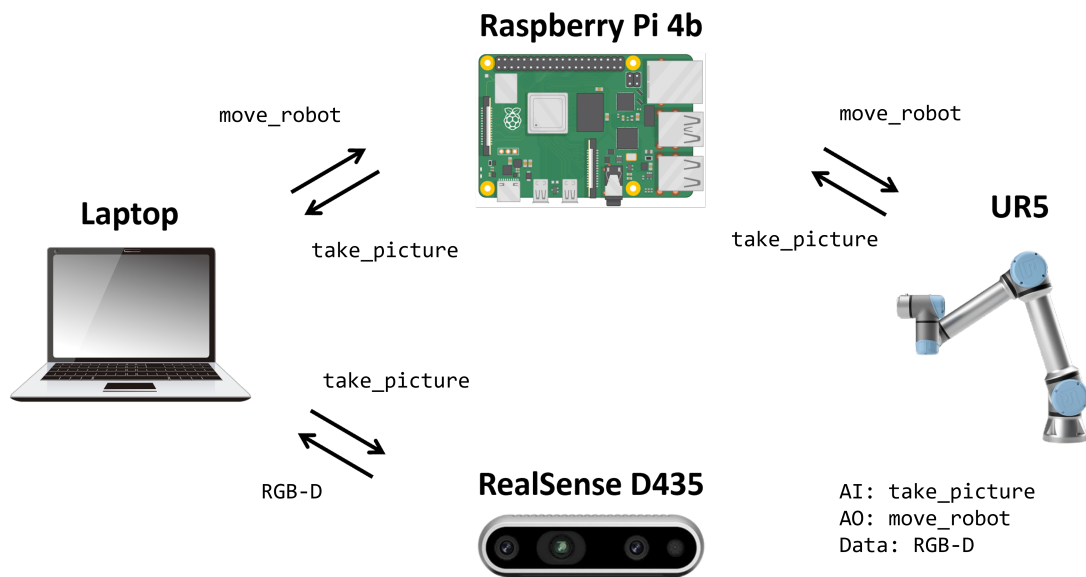 Raspberry Pi 4b
move_robot
move_robot
Laptop
UR5
take_picture
take_picture
take_picture
RGB-D
RealSense D435
AI: take_picture
AO: move_robot
Data: RGB-D